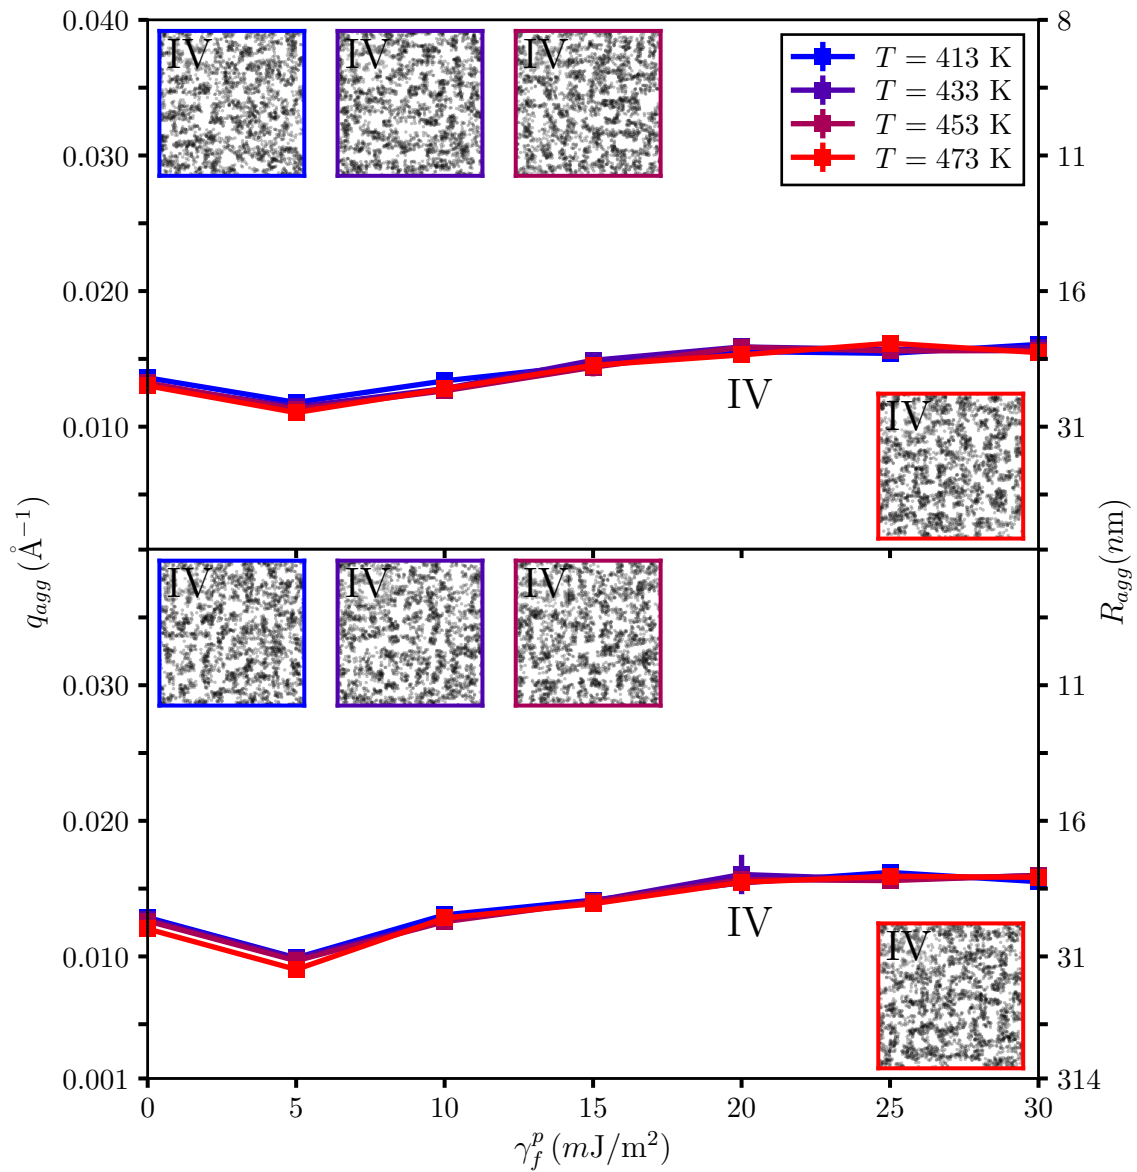 0.040
0.030
0.020
0.010
IV
IV
IV
T = 413 K
T = 433 K
T = 453 K
T = 473 K
8
11
16
31
IV
IV
q_agg (Å⁻¹)
R_agg (nm)
IV
IV
IV
0.030
0.020
0.010
0.001
11
16
31
314
IV
IV
0 5 10 15 20 25 30
γ_f^p (mJ/m²)